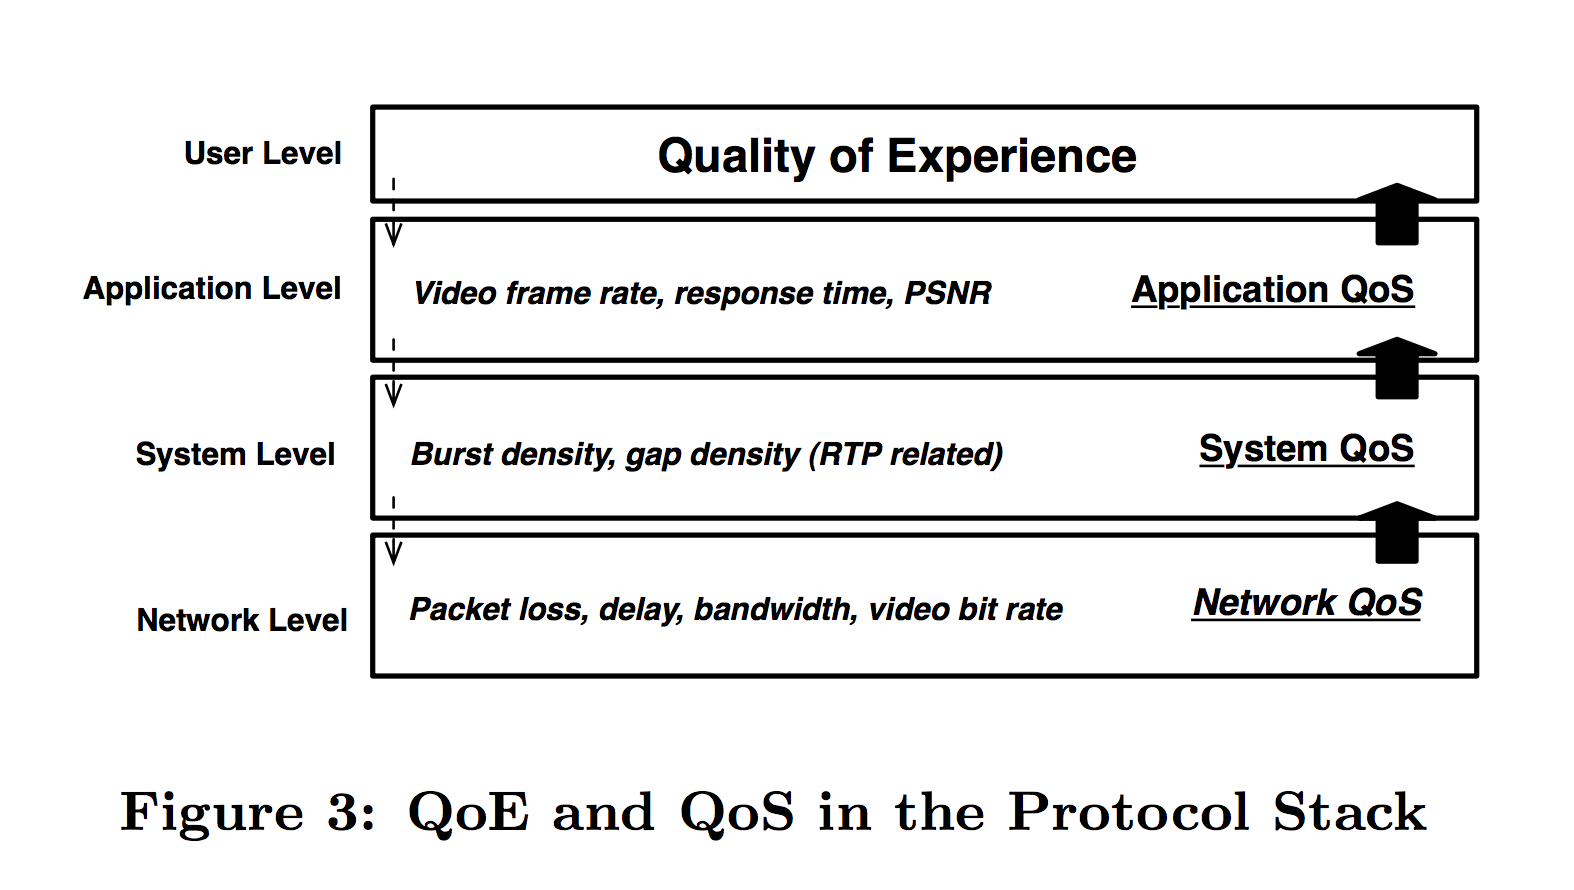 User Level
Quality of Experience
Application Level
Video frame rate, response time, PSNR
Application QoS
System Level
Burst density, gap density (RTP related)
System QoS
Network Level
Packet loss, delay, bandwidth, video bit rate
Network QoS
Figure 3: QoE and QoS in the Protocol Stack